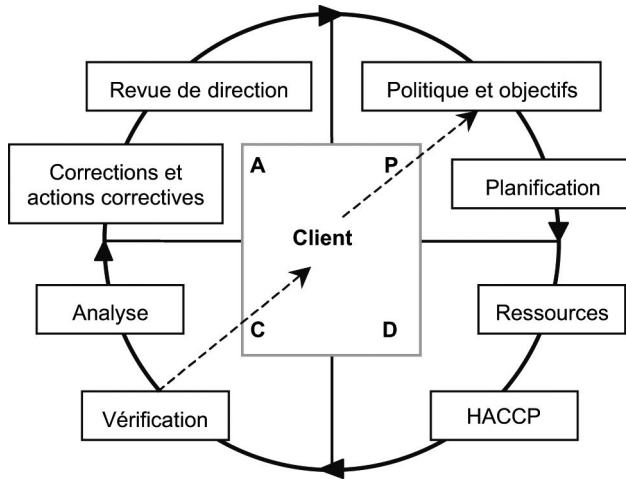 Revue de direction
Politique et objectifs
Corrections et
actions correctives
A
P
Planification
Client
Analyse
Ressources
C
D
Vérification
HACCP